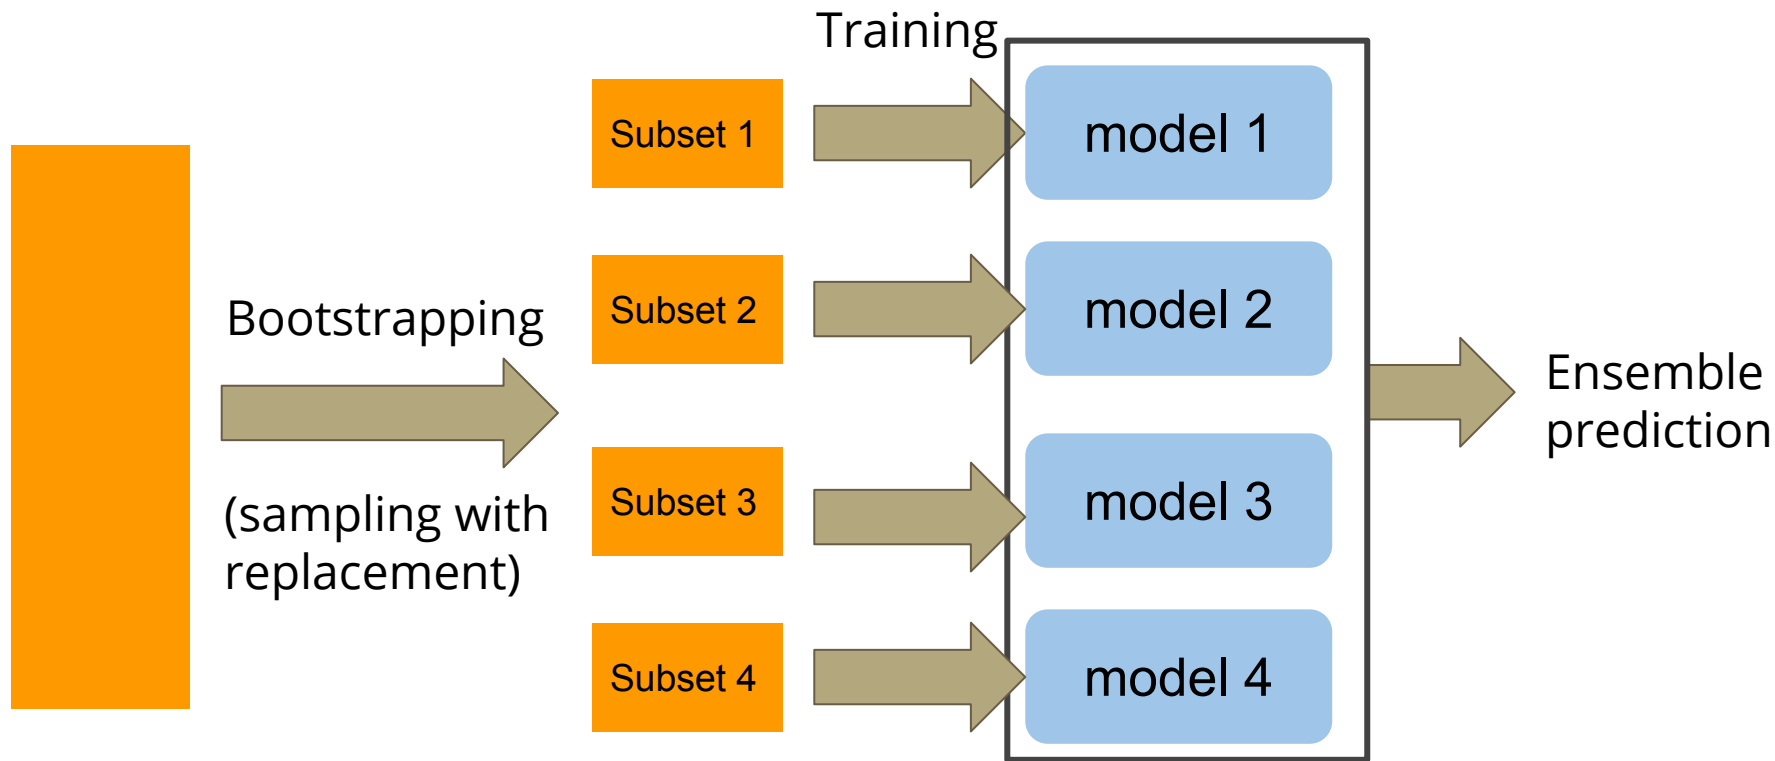 Training
Subset 1
model 1
Subset 2
model 2
Bootstrapping
(sampling with
replacement)
Subset 3
model 3
Subset 4
model 4
Ensemble
prediction